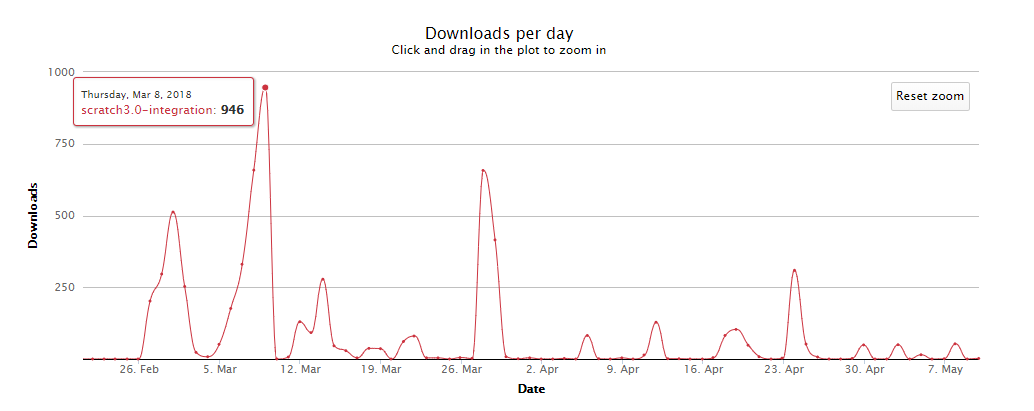 Downloads per day
Click and drag in the plot to zoom in
1000
Thursday, Mar 8, 2018
scratch3.0-integration: 946
Reset zoom
750
500
250
Downloads
26. Feb 5. Mar 12. Mar 19. Mar 26. Mar 2. Apr 9. Apr 16. Apr 23. Apr 30. Apr 7. May
Date